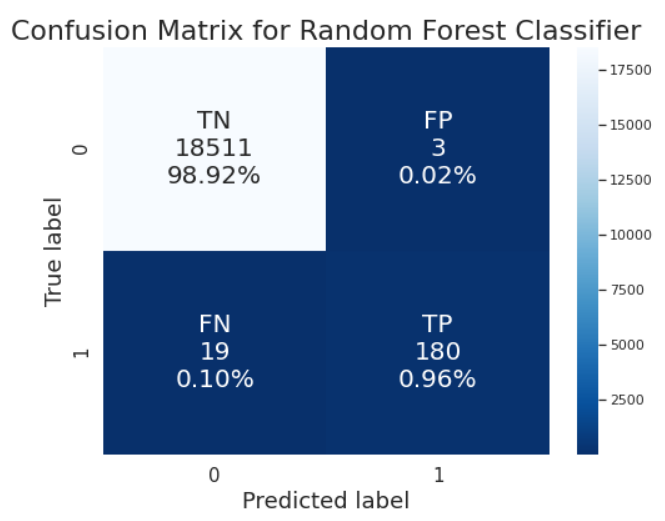 Confusion Matrix for Random Forest Classifier
TN
18511
98.92%
FP
3
0.02%
FN
19
0.10%
TP
180
0.96%
0
1
True label
0
1
Predicted label
17500
15000
12500
10000
7500
5000
2500